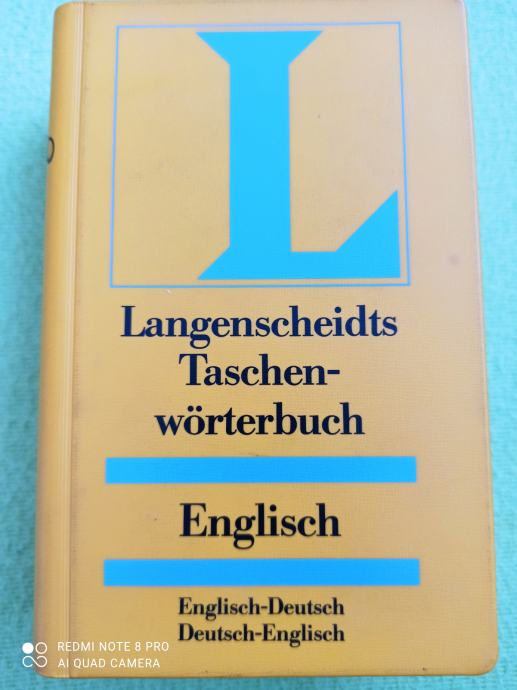 L
Langenscheidts
Taschen-
wörterbuch
Englisch
Englisch-Deutsch
Deutsch-Englisch
REDMI NOTE 8 PRO
AI QUAD CAMERA